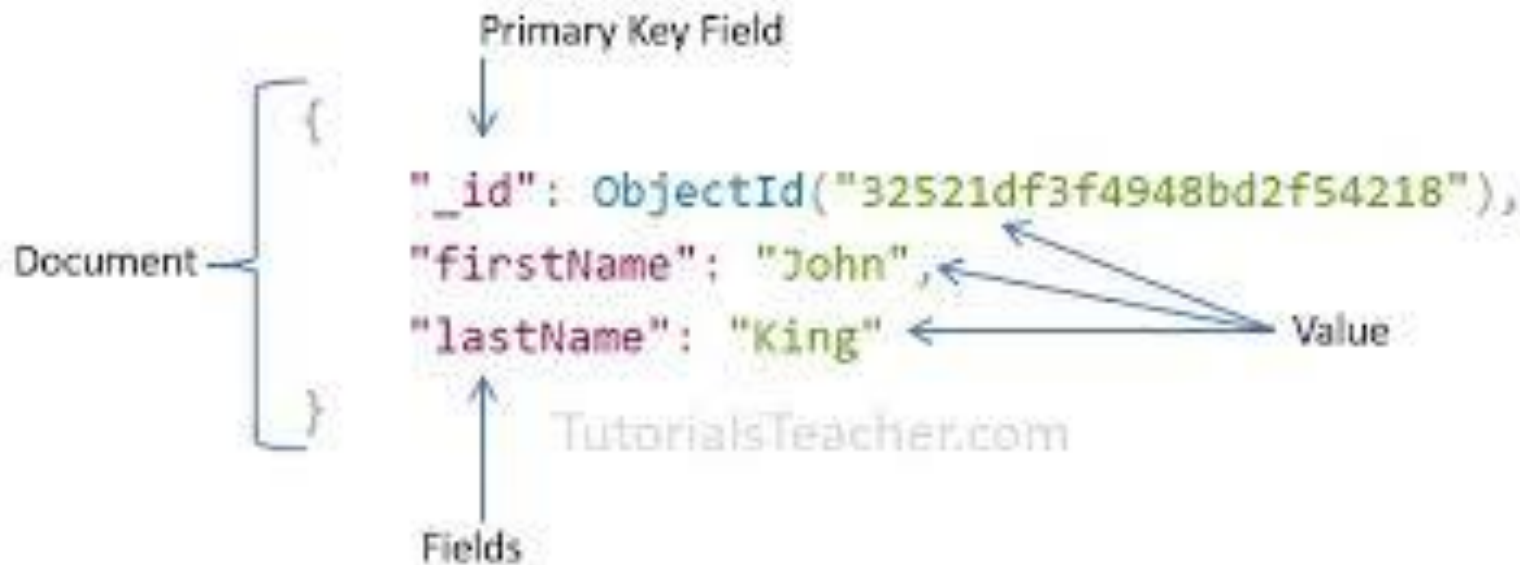 Primary Key Field
{
"_id": ObjectId("32521df3f4948bd2f54218"),
Document
"firstName": "John",
"lastName": "King"
Value
}
TutorialsTeacher.com
Fields